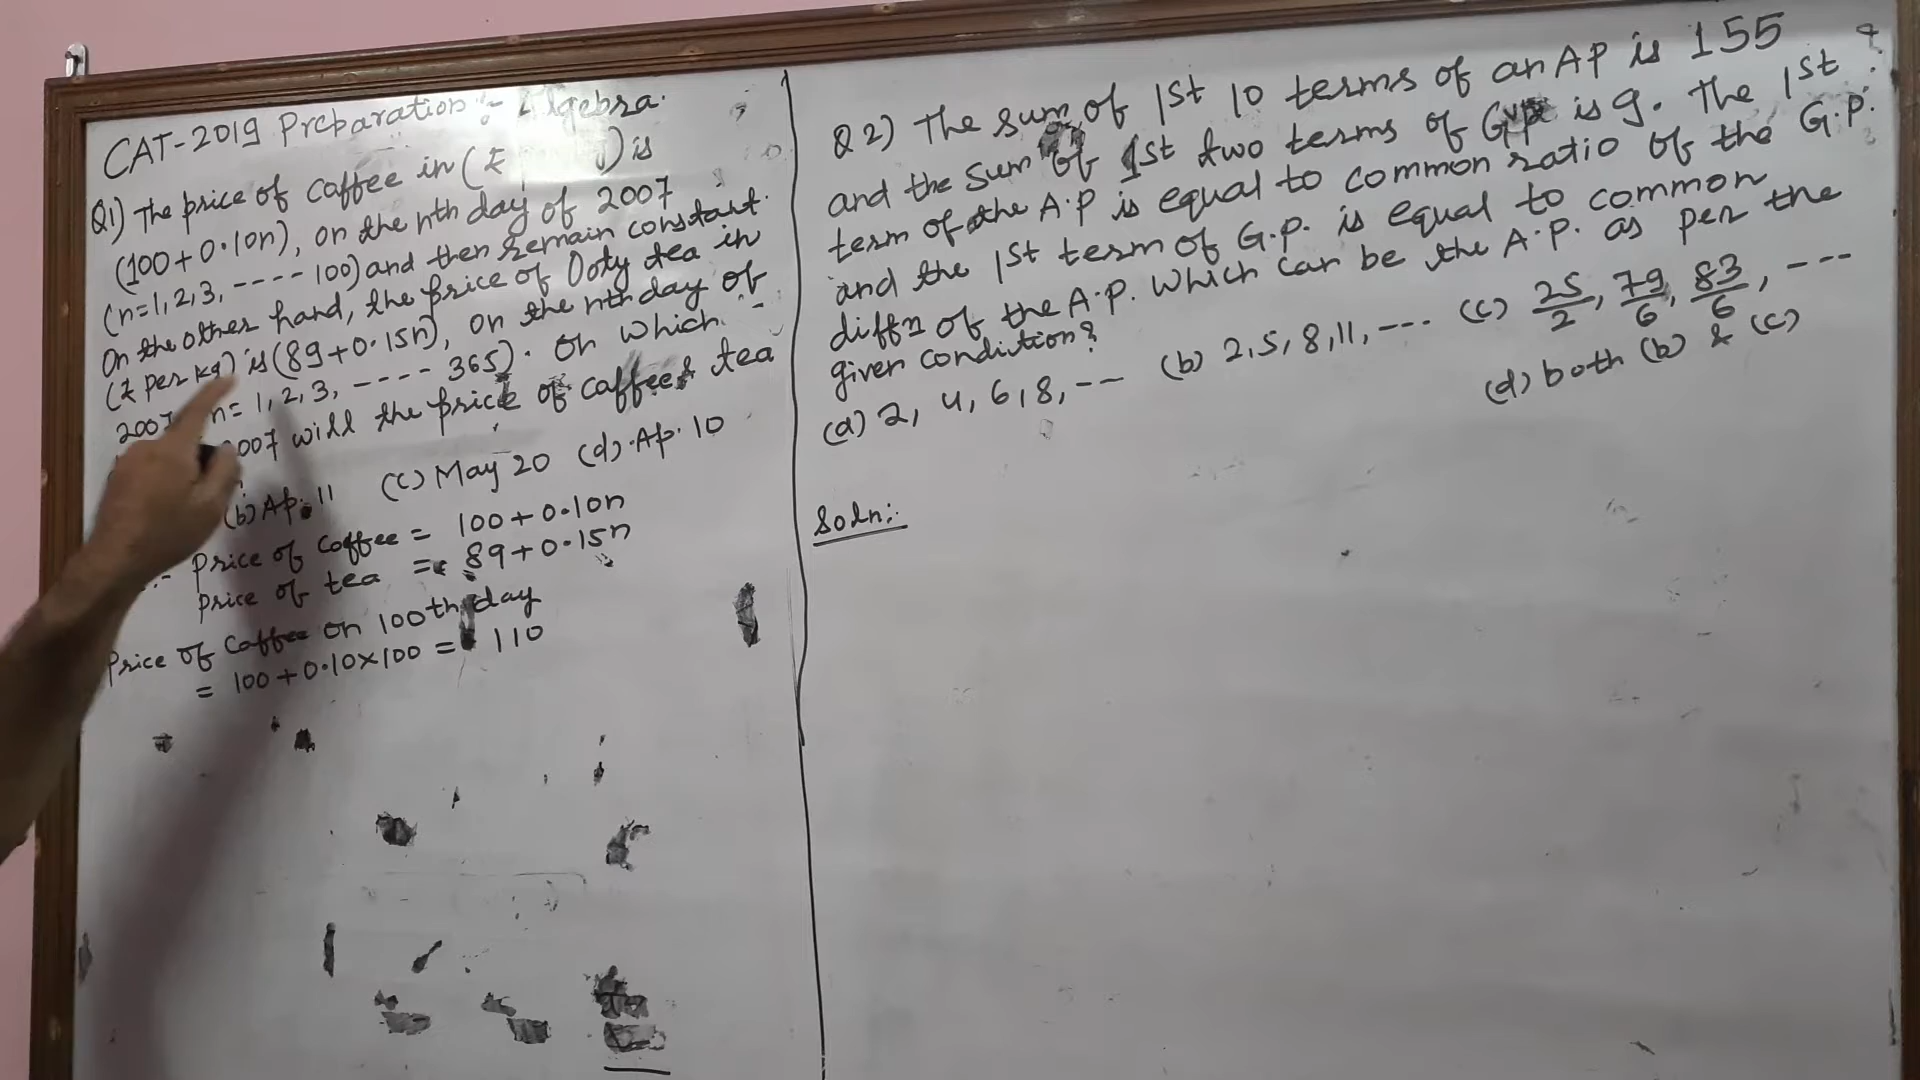 CAT-2019 Preparation :- Algebra.
Q1) The price of caffee in (₹ ) is
(100+0.10n), on the nth day of 2007
(n=1,2,3, ---- 100) and then remain constant.
On the other hand, the price of Ooty tea in
(₹ per kg) is (89+0.15n), on the nth day of
2007 n=1,2,3, ---- 365). On which
2007 will the price of caffee & tea
(b) Ap. 11 (c) May 20 (d) Ap. 10
:- Price of Coffee = 100+0.10n
Price of tea = 89+0.15n
Price of Caffee on 100th day
= 100+0.10×100 = 110
Q2) The sum of 1st 10 terms of an AP is 155
and the sum of 1st two terms of G.P. is 9. The 1st
term of the A.P is equal to common ratio of the G.P.
and the 1st term of G.P. is equal to common
diffn of the A.P. Which can be the A.P. as per the
given condition?
(a) 2, 4, 6, 8, -- (b) 2, 5, 8, 11, --- (c) 25/2, 79/6, 83/6, ---
(d) both (b) & (c)
Soln:-